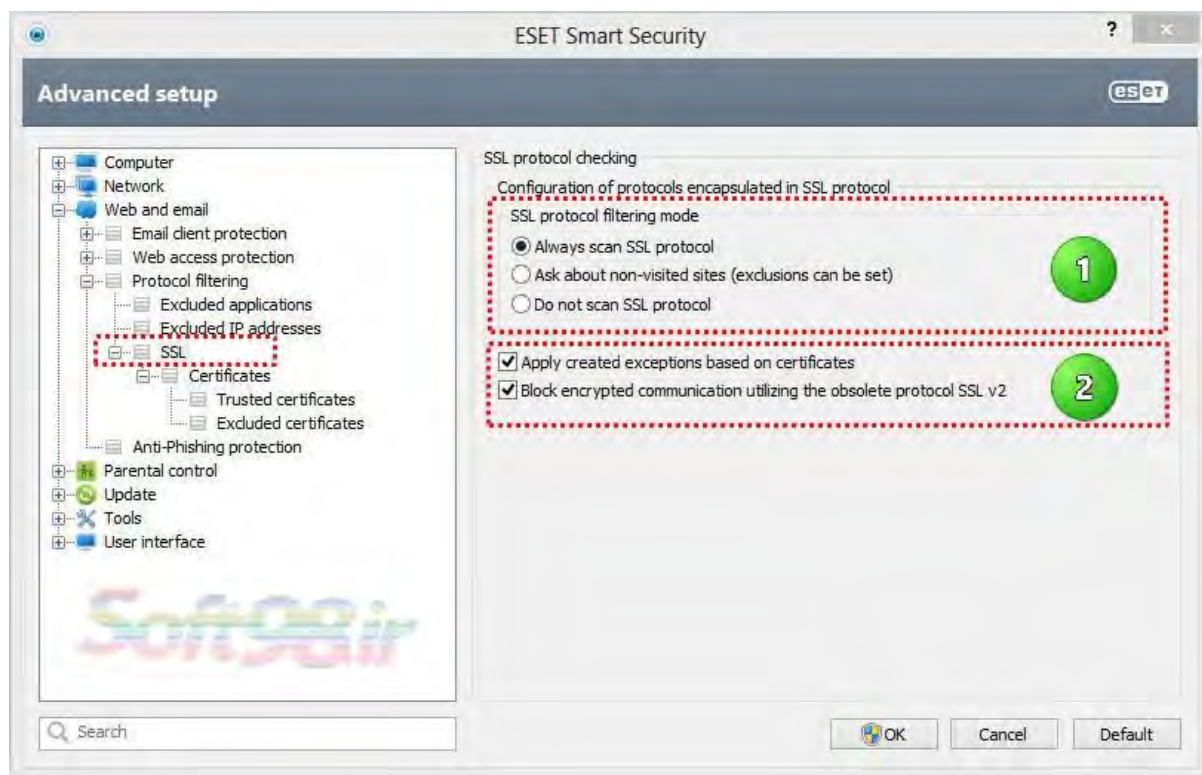 ESET Smart Security
?
x
Advanced setup
eset
Computer
Network
Web and email
Email client protection
Web access protection
Protocol filtering
Excluded applications
Excluded IP addresses
SSL
Certificates
Trusted certificates
Excluded certificates
Anti-Phishing protection
Parental control
Update
Tools
User interface
Soft98.ir
Search
SSL protocol checking
Configuration of protocols encapsulated in SSL protocol
SSL protocol filtering mode
Always scan SSL protocol
Ask about non-visited sites (exclusions can be set)
Do not scan SSL protocol
1
Apply created exceptions based on certificates
Block encrypted communication utilizing the obsolete protocol SSL v2
2
OK
Cancel
Default